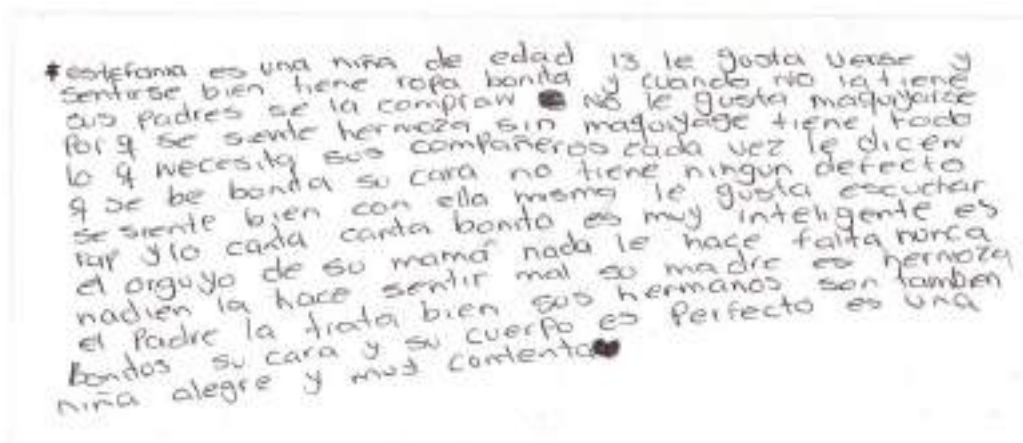 * estefania es una niña de edad 13 le gusta verse y
sentirse bien tiene ropa bonita y cuando no la tiene
sus padres se la compran No le gusta maquiyarze
por q se siente hermoza sin maquiyage tiene todo
lo q necesita sus compañeros cada vez le dicen
q se be bonita su cara no tiene ningun defecto
se siente bien con ella misma le gusta escuchar
rap y lo canta canta bonito es muy inteligente es
el orguyo de su mamá nada le hace falta nunca
nadien la hace sentir mal su madre es hermoza
el Padre la trata bien sus hermanos son tambien
bonitos su cara y su cuerpo es Perfecto es una
niña alegre y muy contenta